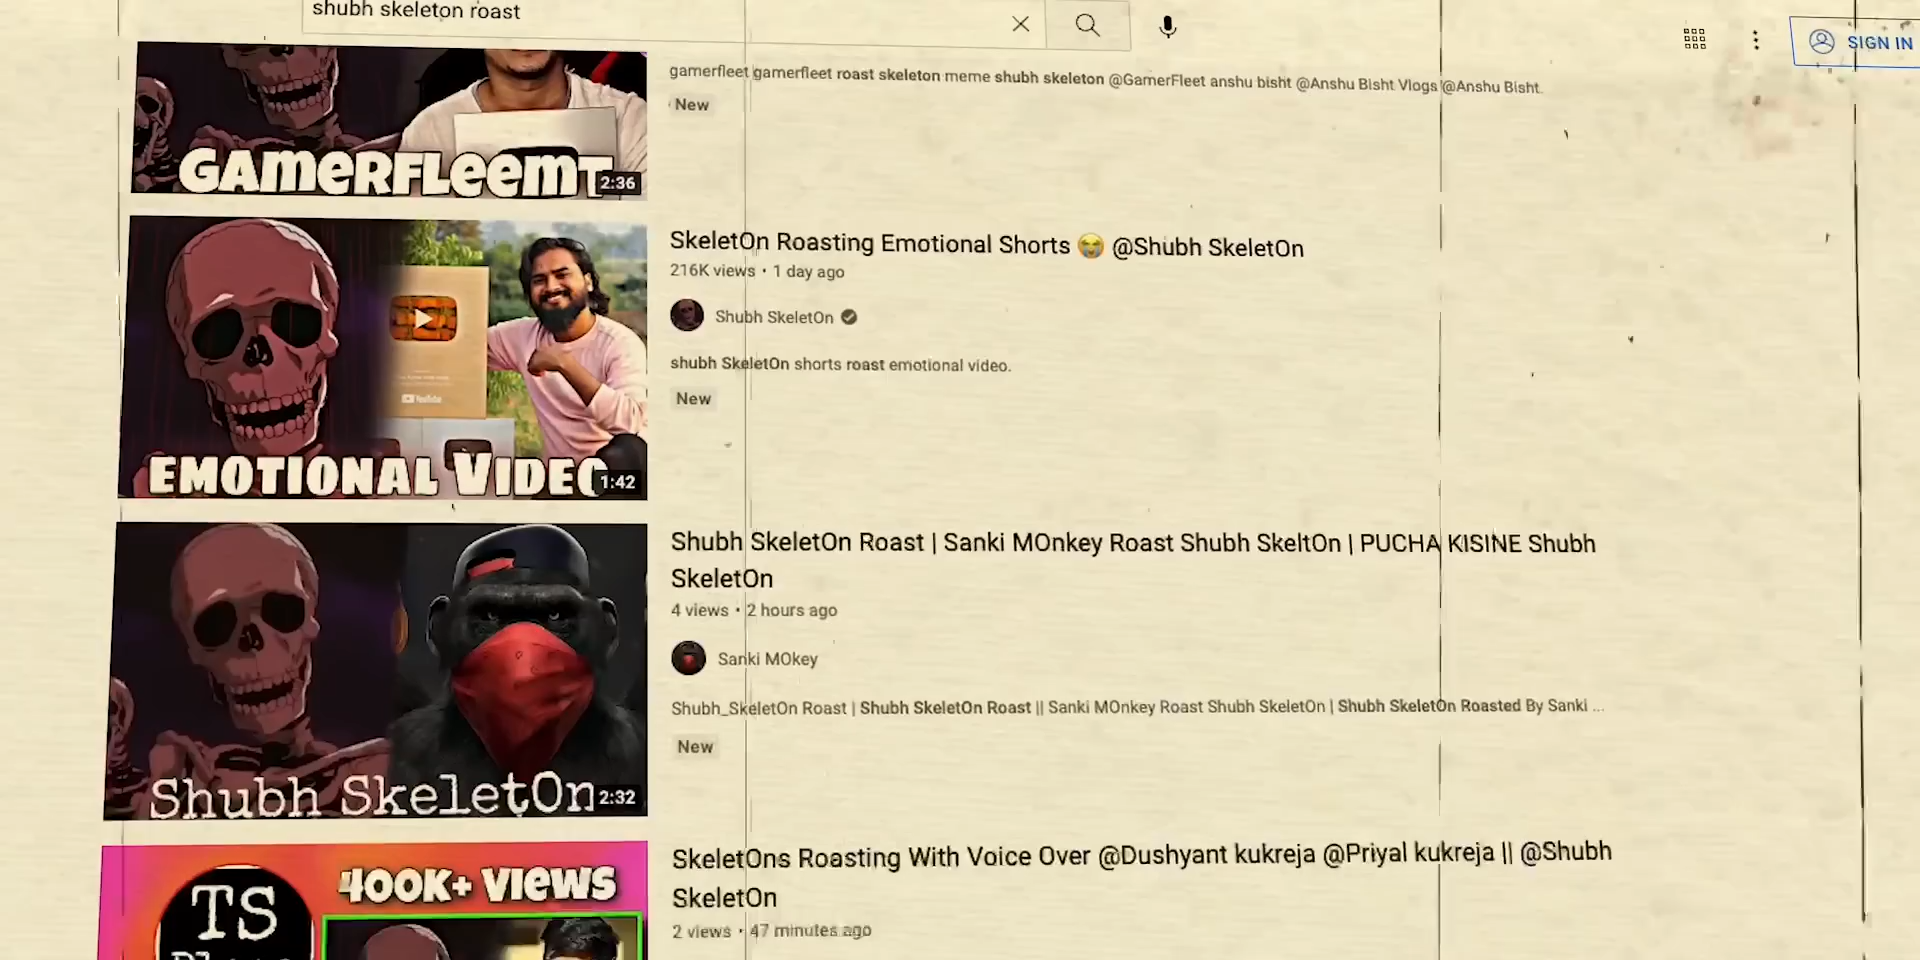 shubh skeleton roast
SIGN IN
gamerfleet gamerfleet roast skeleton meme shubh skeleton @GamerFleet anshu bisht @Anshu Bisht Vlogs @Anshu Bisht.
New
GAMERFLEEMT
2:36
SkeletOn Roasting Emotional Shorts 😭 @Shubh SkeletOn
216K views • 1 day ago
Shubh SkeletOn
shubh SkeletOn shorts roast emotional video.
New
YouTube
EMOTIONAL VIDEO
1:42
Shubh SkeletOn Roast | Sanki MOnkey Roast Shubh SkeltOn | PUCHA KISINE Shubh
SkeletOn
4 views • 2 hours ago
Sanki MOkey
Shubh_SkeletOn Roast | Shubh SkeletOn Roast || Sanki MOnkey Roast Shubh SkeletOn | Shubh SkeletOn Roasted By Sanki ...
New
Shubh SkeletOn
2:32
SkeletOns Roasting With Voice Over @Dushyant kukreja @Priyal kukreja || @Shubh
SkeletOn
2 views • 47 minutes ago
400K+ VIEWS
TS